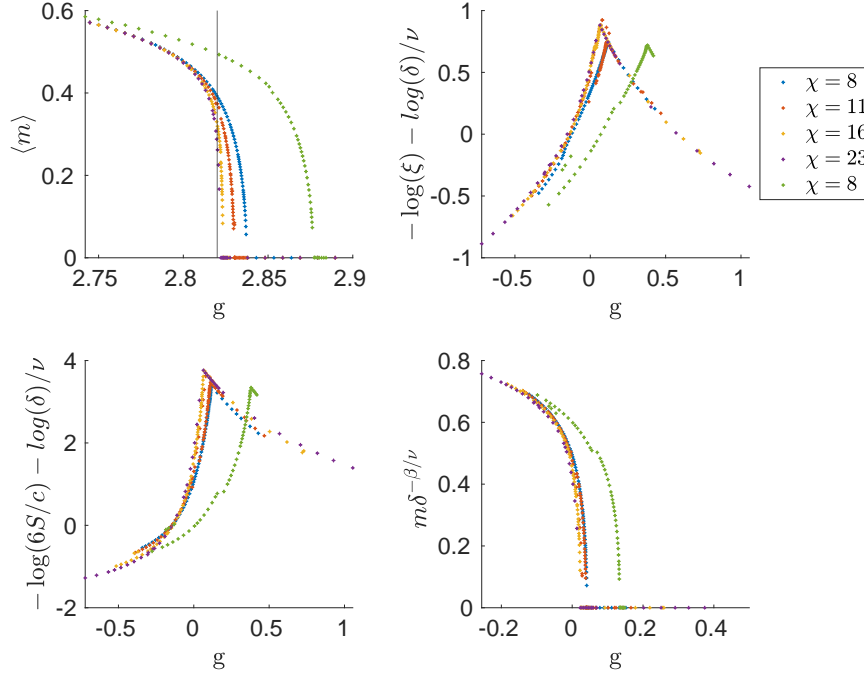 0.6
0.4
0.2
0
⟨m⟩
2.75 2.8 2.85 2.9
g
1
0.5
0
-0.5
-1
− log(ξ) − log(δ)/ν
-0.5 0 0.5 1
g
χ = 8
χ = 11
χ = 16
χ = 23
χ = 8
4
2
0
-2
− log(6S/c) − log(δ)/ν
-0.5 0 0.5 1
g
0.8
0.6
0.4
0.2
0
mδ^{−β/ν}
-0.2 0 0.2 0.4
g